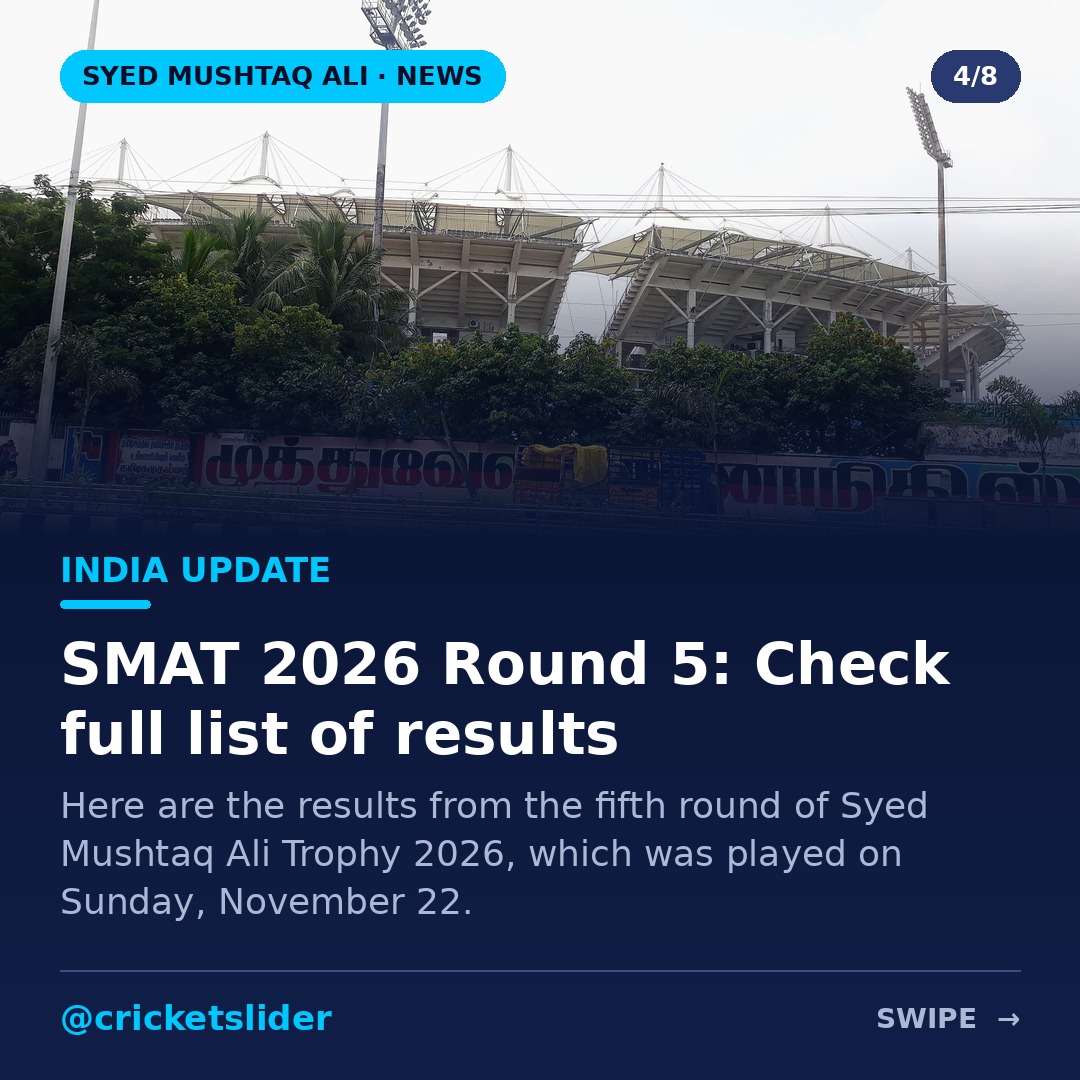 SYED MUSHTAQ ALI · NEWS
4/8
முத்துவேல
INDIA UPDATE
SMAT 2026 Round 5: Check
full list of results
Here are the results from the fifth round of Syed
Mushtaq Ali Trophy 2026, which was played on
Sunday, November 22.
@cricketslider
SWIPE →